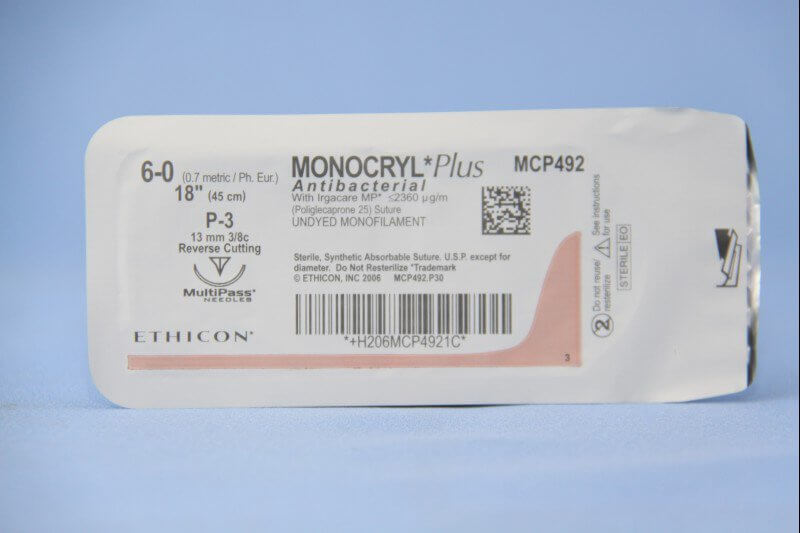 6-0 (0.7 metric / Ph. Eur.)
18" (45 cm)
P-3
13 mm 3/8c
Reverse Cutting
MultiPass*
NEEDLES
ETHICON*
MONOCRYL* Plus MCP492
Antibacterial
With Irgacare MP* ≤2360 µg/m
(Poliglecaprone 25) Suture
UNDYED MONOFILAMENT
Sterile, Synthetic Absorbable Suture. U.S.P. except for
diameter. Do Not Resterilize *Trademark
© ETHICON, INC 2006 MCP492.P30
*+H206MCP4921C*
3
2 Do not reuse/
resterilize
See instructions
for use
STERILE EO